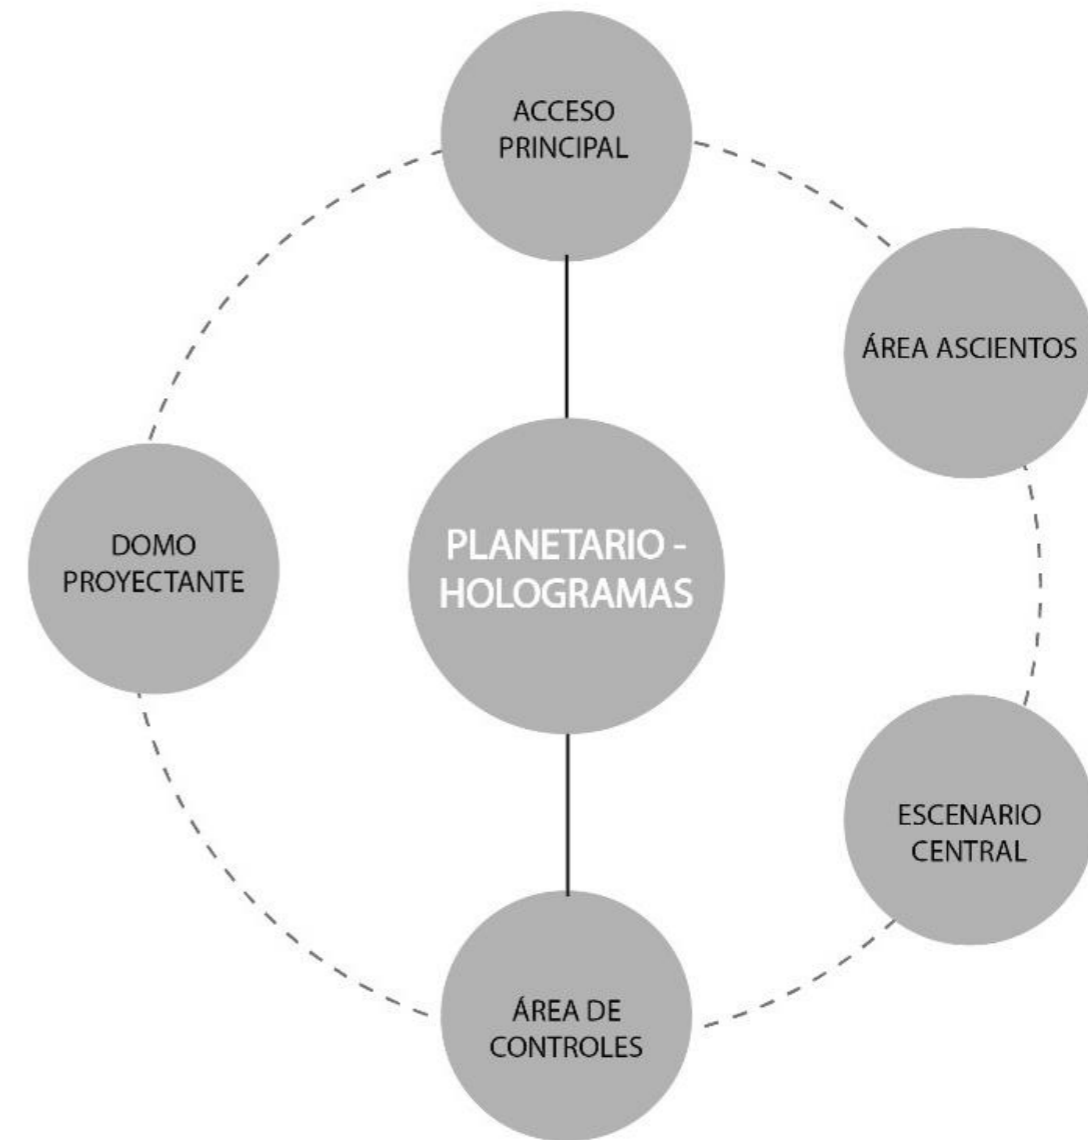 ACCESO
PRINCIPAL
ÁREA ASCIENTOS
DOMO
PROYECTANTE
PLANETARIO -
HOLOGRAMAS
ESCENARIO
CENTRAL
ÁREA DE
CONTROLES